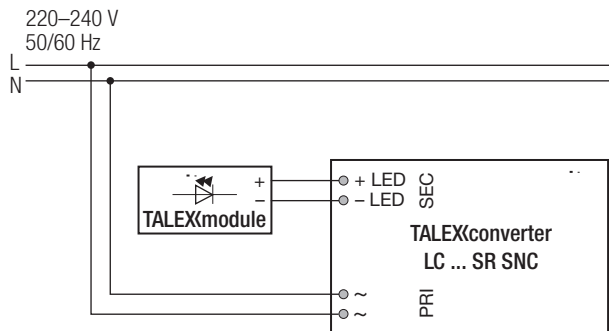 220–240 V
50/60 Hz
L
N
+
−
TALEXmodule
+ LED
− LED
SEC
TALEXconverter
LC ... SR SNC
~
~
PRI